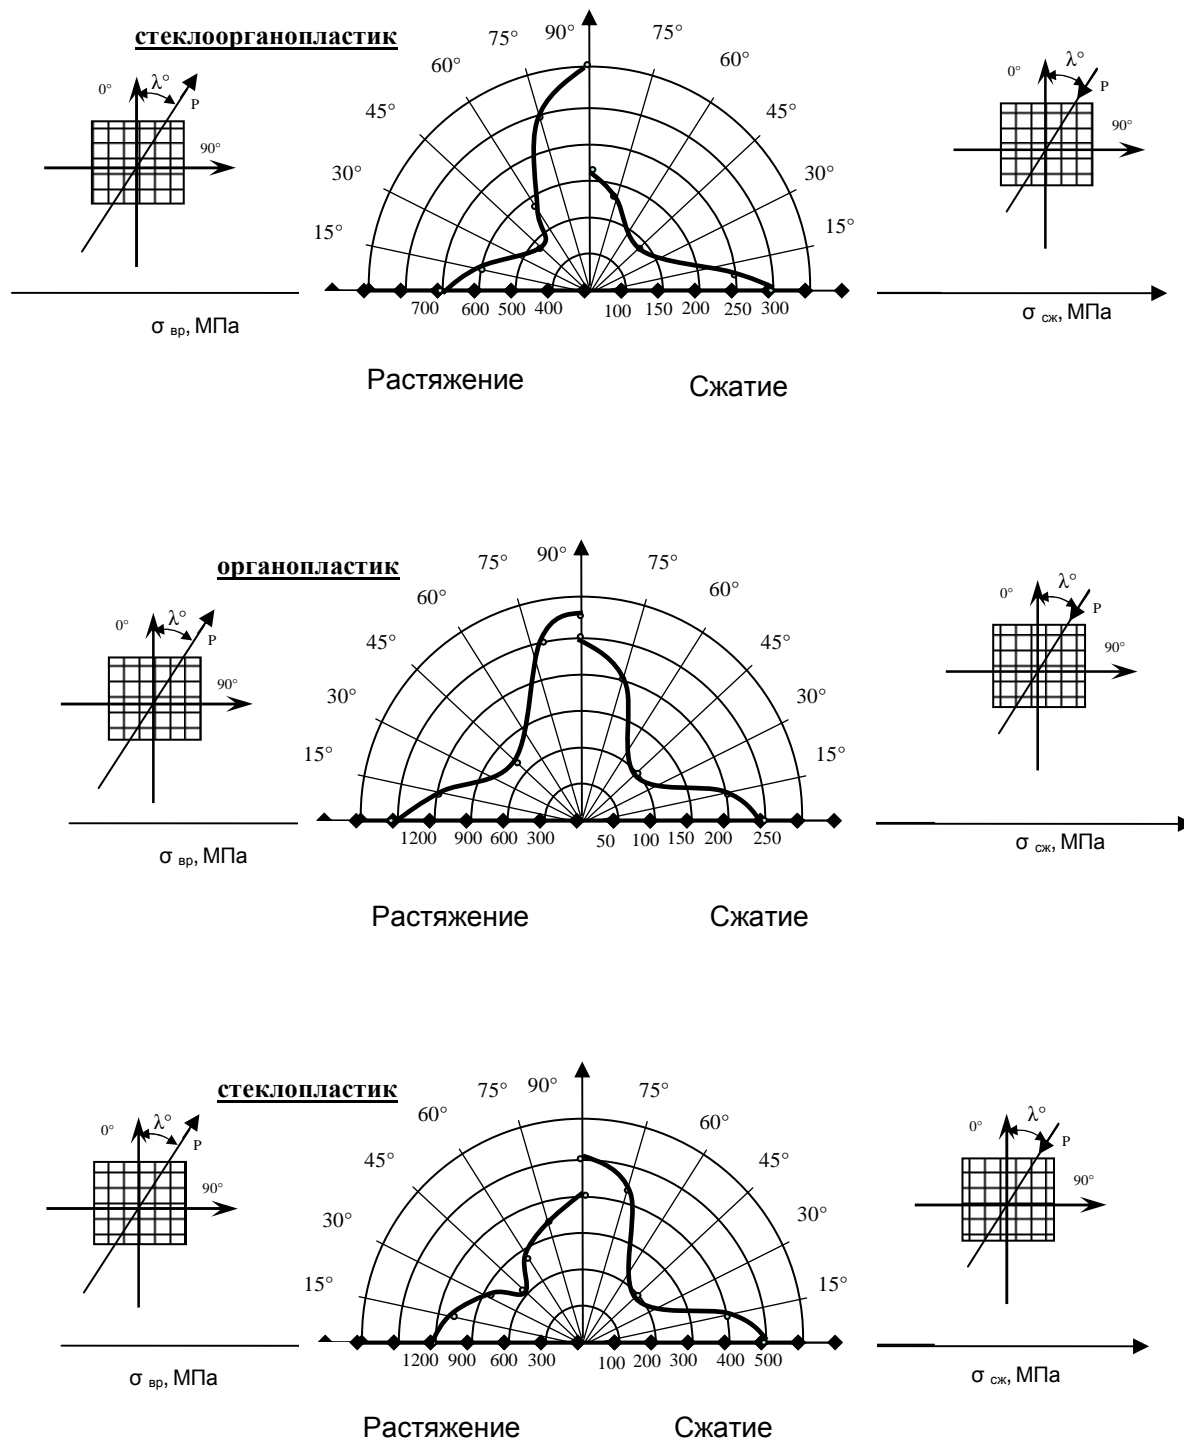 стеклоорганопластик
75° 90° 75°
60° 60°
45° 45°
30° 30°
15° 15°
0° λ° P
90°
0° λ° P
90°
700 600 500 400 100 150 200 250 300
σ вр, МПа
σ сж, МПа
Растяжение Сжатие
органопластик
75° 90° 75°
60° 60°
45° 45°
30° 30°
15° 15°
0° λ° P
90°
0° λ° P
90°
1200 900 600 300 50 100 150 200 250
σ вр, МПа
σ сж, МПа
Растяжение Сжатие
стеклопластик
75° 90° 75°
60° 60°
45° 45°
30° 30°
15° 15°
0° λ° P
90°
0° λ° P
90°
1200 900 600 300 100 200 300 400 500
σ вр, МПа
σ сж, МПа
Растяжение Сжатие